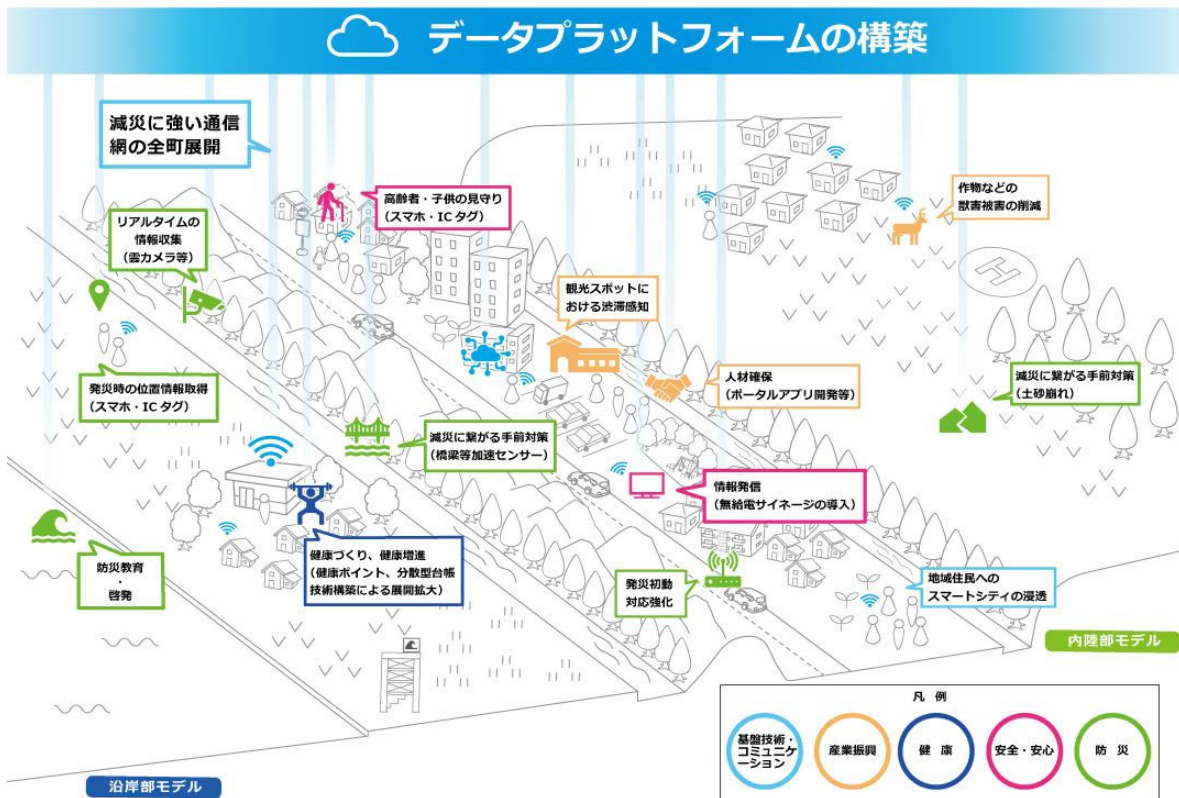 データプラットフォームの構築
減災に強い通信
網の全町展開
高齢者・子供の見守り
(スマホ・ICタグ)
作物などの
獣害被害の削減
リアルタイムの
情報収集
(雲カメラ等)
観光スポットに
おける渋滞感知
H
発災時の位置情報取得
(スマホ・ICタグ)
人材確保
(ポータルアプリ開発等)
減災に繋がる手前対策
(土砂崩れ)
減災に繋がる手前対策
(橋梁等加速センサー)
情報発信
(無給電サイネージの導入)
防災教育
・
啓発
健康づくり、健康増進
(健康ポイント、分散型台帳
技術構築による展開拡大)
発災初動
対応強化
地域住民への
スマートシティの浸透
内陸部モデル
沿岸部モデル
凡 例
基盤技術・
コミュニケ
ーション
産業振興
健 康
安全・安心
防 災